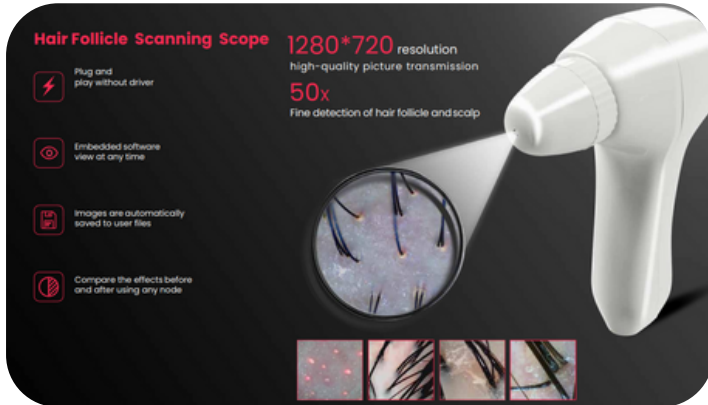 Hair Follicle Scanning Scope
Plug and
play without driver
Embedded software
view at any time
Images are automatically
saved to user files
Compare the effects before
and after using any node
1280*720 resolution
high-quality picture transmission
50x
Fine detection of hair follicle and scalp